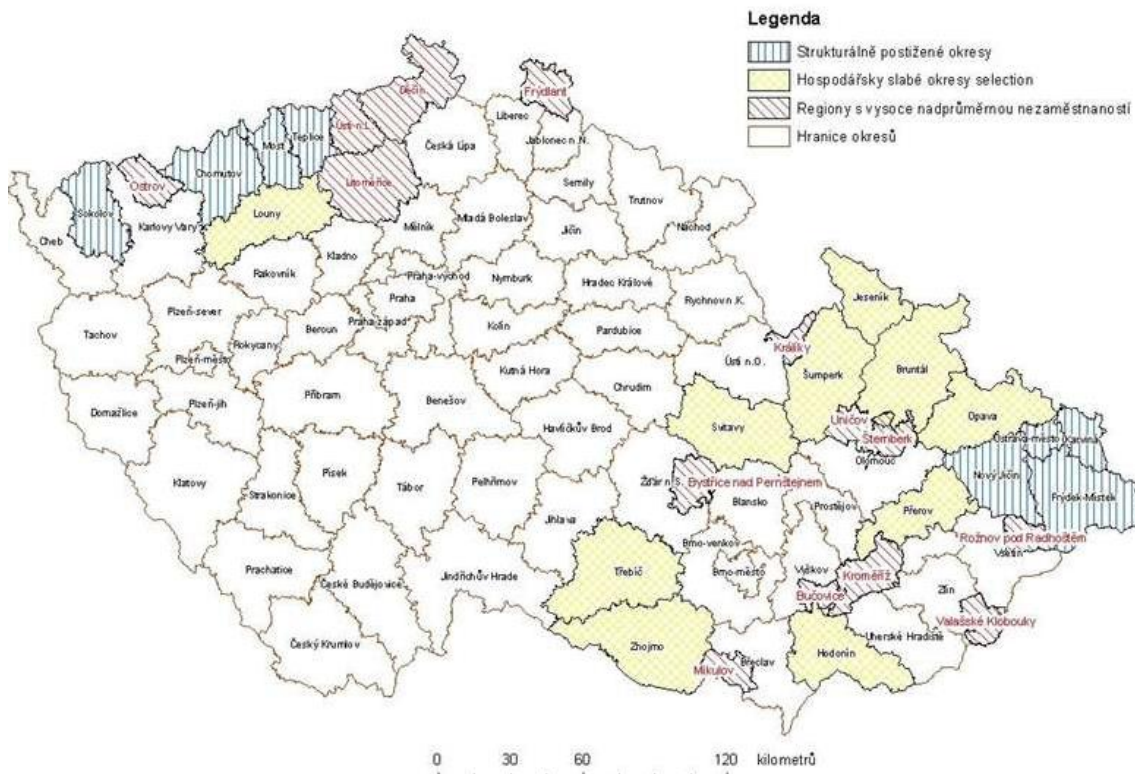 Legenda
Strukturálně postižené okresy
Hospodářsky slabé okresy selection
Regiony s vysoce nadprůměrnou nezaměstnaností
Hranice okresů
Děčín
Frýdlant
Ústí n.L.
Liberec
Teplice
Most
Jablonec n.N.
Česká Lípa
Chomutov
Litoměřice
Semily
Ostrov
Trutnov
Sokolov
Louny
Mladá Boleslav
Náchod
Karlovy Vary
Mělník
Jičín
Cheb
Kladno
Rakovník
Praha-východ
Nymburk
Hradec Králové
Praha
Rychnov n.K.
Jeseník
Plzeň-sever
Praha-západ
Kolín
Tachov
Beroun
Pardubice
Rokycany
Králíky
Plzeň-město
Ústí n.O.
Kutná Hora
Šumperk
Bruntál
Chrudim
Příbram
Benešov
Plzeň-jih
Domažlice
Opava
Havlíčkův Brod
Svitavy
Uničov
Šternberk
Ostrava-město
Karviná
Olomouc
Písek
Žďár n.S.
Bystřice nad Pernštejnem
Nový Jičín
Klatovy
Tábor
Pelhřimov
Frýdek-Místek
Strakonice
Blansko
Prostějov
Přerov
Jihlava
Rožnov pod Radhoštěm
Brno-venkov
Vsetín
Prachatice
Třebíč
Brno-město
Vyškov
Kroměříž
České Budějovice
Jindřichův Hrade
Zlín
Bučovice
Valašské Klobouky
Český Krumlov
Uherské Hradiště
Znojmo
Hodonín
Břeclav
Mikulov
0 30 60 120 kilometrů